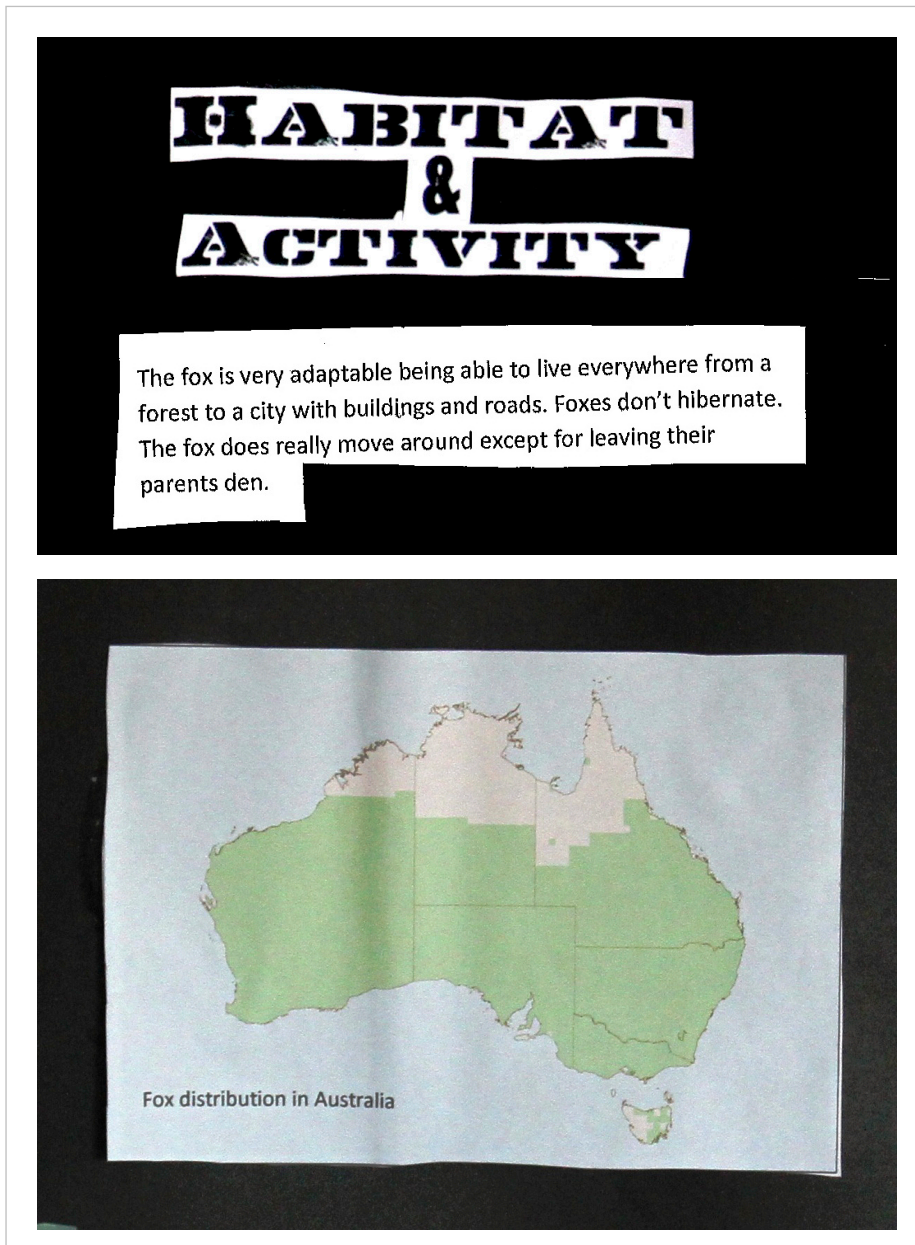 HABITAT
&
ACTIVITY
The fox is very adaptable being able to live everywhere from a
forest to a city with buildings and roads. Foxes don't hibernate.
The fox does really move around except for leaving their
parents den.
Fox distribution in Australia